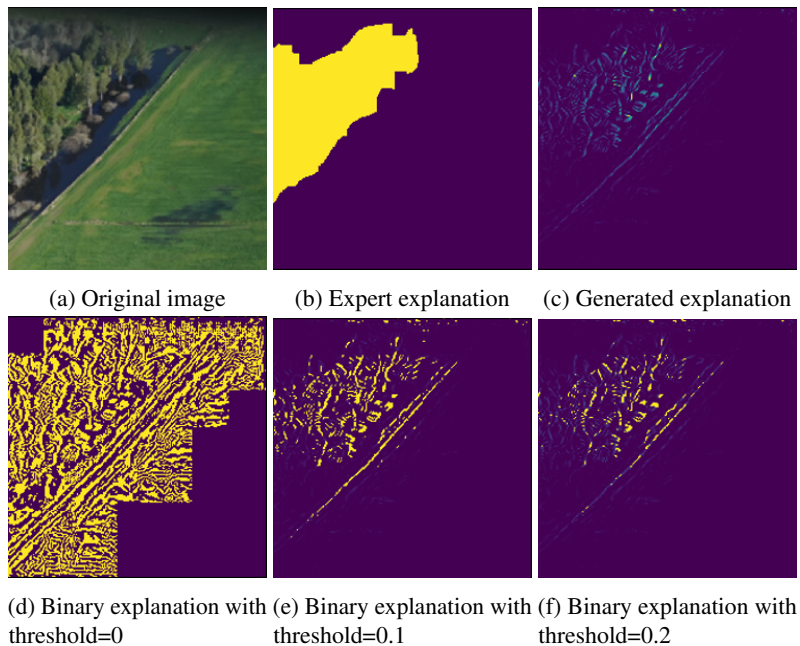 (a) Original image
(b) Expert explanation
(c) Generated explanation
(d) Binary explanation with
threshold=0
(e) Binary explanation with
threshold=0.1
(f) Binary explanation with
threshold=0.2